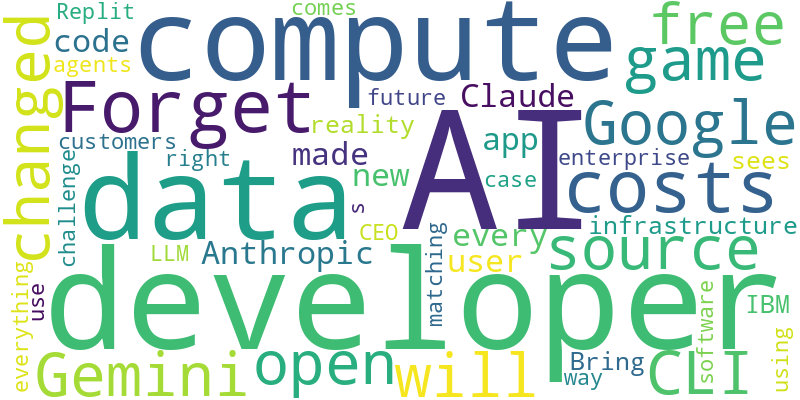 Replit
comes
code
compute
free
agents
game
changed
Forget
future
Claude
Google
reality
customers
right
made
app
enterprise
sees
AI
challenger
data
new
case
costs
s
CEO
infrastructure
LLM
Anthropic
matching
every
user
source
everything
use
developer
software
IBM
Gemini
open
will
Bring
way
CLI
using